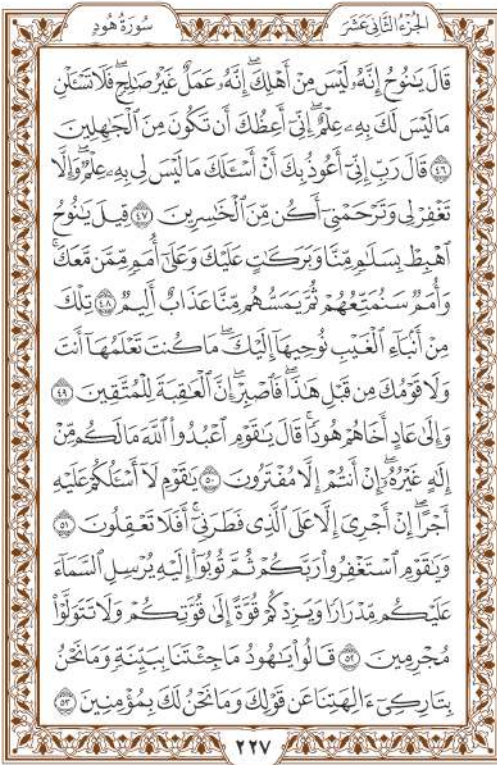 الجُزْءُ الثَّانِى عَشَرَ سُورَةُ هُودٍ
قَالَ يَٰنُوحُ إِنَّهُۥ لَيْسَ مِنْ أَهْلِكَ ۖ إِنَّهُۥ عَمَلٌ غَيْرُ صَٰلِحٍ ۖ فَلَا تَسْـَٔلْنِ
مَا لَيْسَ لَكَ بِهِۦ عِلْمٌ ۖ إِنِّىٓ أَعِظُكَ أَن تَكُونَ مِنَ ٱلْجَٰهِلِينَ
﴿٤٦﴾ قَالَ رَبِّ إِنِّىٓ أَعُوذُ بِكَ أَنْ أَسْـَٔلَكَ مَا لَيْسَ لِى بِهِۦ عِلْمٌ ۖ وَإِلَّا
تَغْفِرْ لِى وَتَرْحَمْنِىٓ أَكُن مِّنَ ٱلْخَٰسِرِينَ ﴿٤٧﴾ قِيلَ يَٰنُوحُ
ٱهْبِطْ بِسَلَٰمٍ مِّنَّا وَبَرَكَٰتٍ عَلَيْكَ وَعَلَىٰٓ أُمَمٍ مِّمَّن مَّعَكَ ۚ
وَأُمَمٌ سَنُمَتِّعُهُمْ ثُمَّ يَمَسُّهُم مِّنَّا عَذَابٌ أَلِيمٌ ﴿٤٨﴾ تِلْكَ
مِنْ أَنۢبَآءِ ٱلْغَيْبِ نُوحِيهَآ إِلَيْكَ ۖ مَا كُنتَ تَعْلَمُهَآ أَنتَ
وَلَا قَوْمُكَ مِن قَبْلِ هَٰذَا ۖ فَٱصْبِرْ ۖ إِنَّ ٱلْعَٰقِبَةَ لِلْمُتَّقِينَ ﴿٤٩﴾
وَإِلَىٰ عَادٍ أَخَاهُمْ هُودًا ۚ قَالَ يَٰقَوْمِ ٱعْبُدُوا۟ ٱللَّهَ مَا لَكُم مِّنْ
إِلَٰهٍ غَيْرُهُۥٓ ۖ إِنْ أَنتُمْ إِلَّا مُفْتَرُونَ ﴿٥٠﴾ يَٰقَوْمِ لَآ أَسْـَٔلُكُمْ عَلَيْهِ
أَجْرًا ۖ إِنْ أَجْرِىَ إِلَّا عَلَى ٱلَّذِى فَطَرَنِىٓ ۚ أَفَلَا تَعْقِلُونَ ﴿٥١﴾
وَيَٰقَوْمِ ٱسْتَغْفِرُوا۟ رَبَّكُمْ ثُمَّ تُوبُوٓا۟ إِلَيْهِ يُرْسِلِ ٱلسَّمَآءَ
عَلَيْكُم مِّدْرَارًا وَيَزِدْكُمْ قُوَّةً إِلَىٰ قُوَّتِكُمْ وَلَا تَتَوَلَّوْا۟
مُجْرِمِينَ ﴿٥٢﴾ قَالُوا۟ يَٰهُودُ مَا جِئْتَنَا بِبَيِّنَةٍ وَمَا نَحْنُ
بِتَارِكِىٓ ءَالِهَتِنَا عَن قَوْلِكَ وَمَا نَحْنُ لَكَ بِمُؤْمِنِينَ ﴿٥٣﴾
٢٢٧